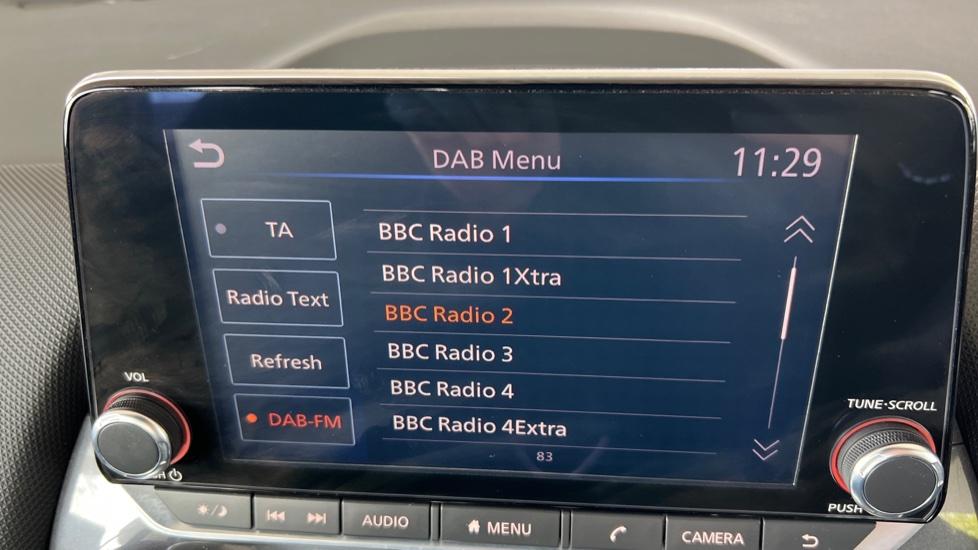 DAB Menu
11:29
TA
Radio Text
Refresh
DAB-FM
BBC Radio 1
BBC Radio 1Xtra
BBC Radio 2
BBC Radio 3
BBC Radio 4
BBC Radio 4Extra
83
VOL
TUNE·SCROLL
PUSH
AUDIO
MENU
CAMERA